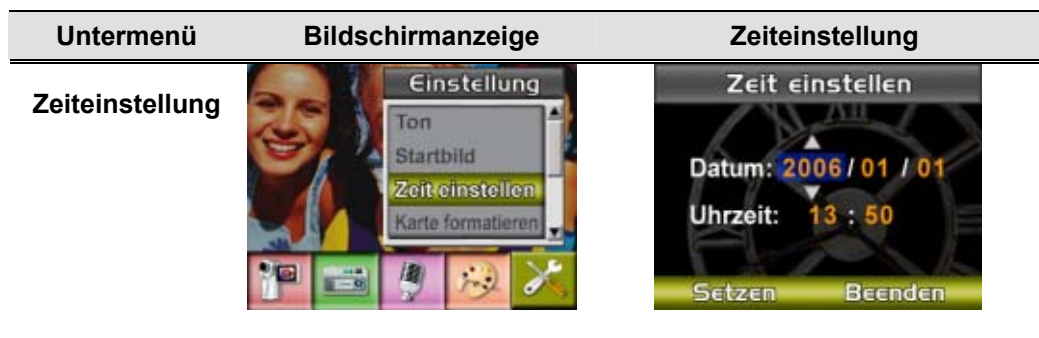 Untermenü Bildschirmanzeige Zeiteinstellung
Zeiteinstellung
Einstellung
Ton
Startbild
Zeit einstellen
Karte formatieren
Zeit einstellen
XII
Datum: 2006 / 01 / 01
Uhrzeit: 13 : 50
Setzen Beenden